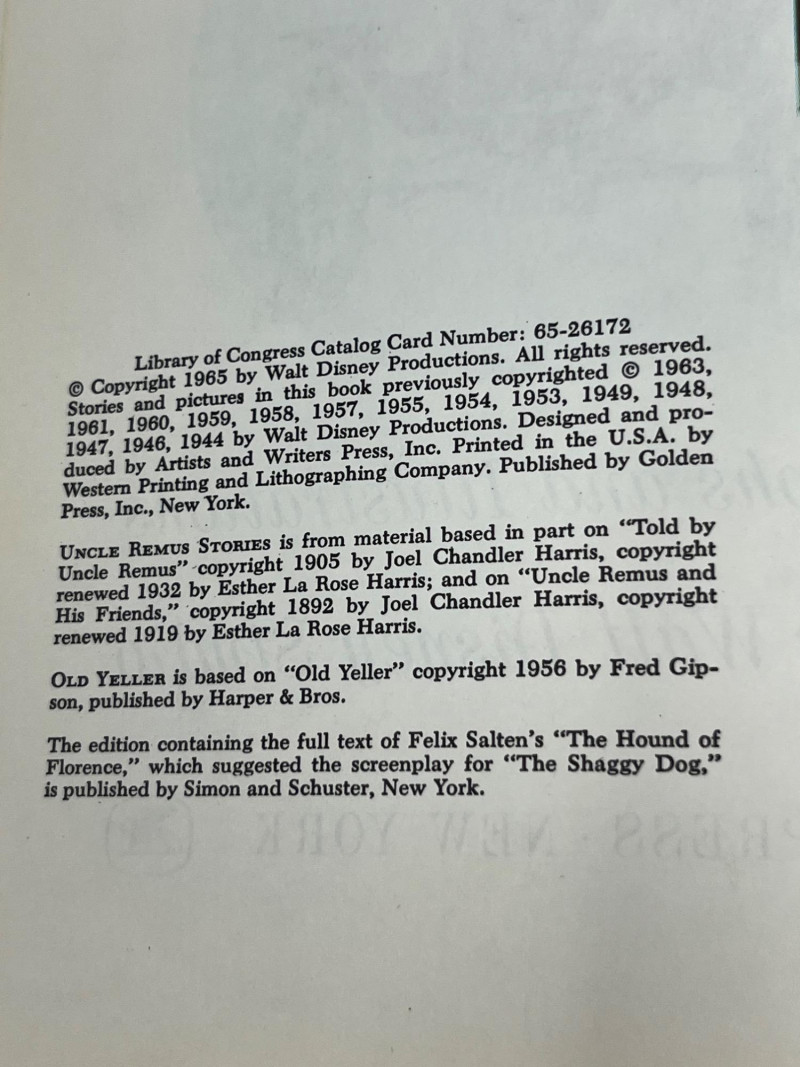 Library of Congress Catalog Card Number: 65-26172
© Copyright 1965 by Walt Disney Productions. All rights reserved.
Stories and pictures in this book previously copyrighted © 1963,
1961, 1960, 1959, 1958, 1957, 1955, 1954, 1953, 1949, 1948,
1947, 1946, 1944 by Walt Disney Productions. Designed and pro-
duced by Artists and Writers Press, Inc. Printed in the U.S.A. by
Western Printing and Lithographing Company. Published by Golden
Press, Inc., New York.
UNCLE REMUS STORIES is from material based in part on “Told by
Uncle Remus” copyright 1905 by Joel Chandler Harris, copyright
renewed 1932 by Esther La Rose Harris; and on “Uncle Remus and
His Friends,” copyright 1892 by Joel Chandler Harris, copyright
renewed 1919 by Esther La Rose Harris.
OLD YELLER is based on “Old Yeller” copyright 1956 by Fred Gip-
son, published by Harper & Bros.
The edition containing the full text of Felix Salten’s “The Hound of
Florence,” which suggested the screenplay for “The Shaggy Dog,”
is published by Simon and Schuster, New York.
PRESS · NEW YORK